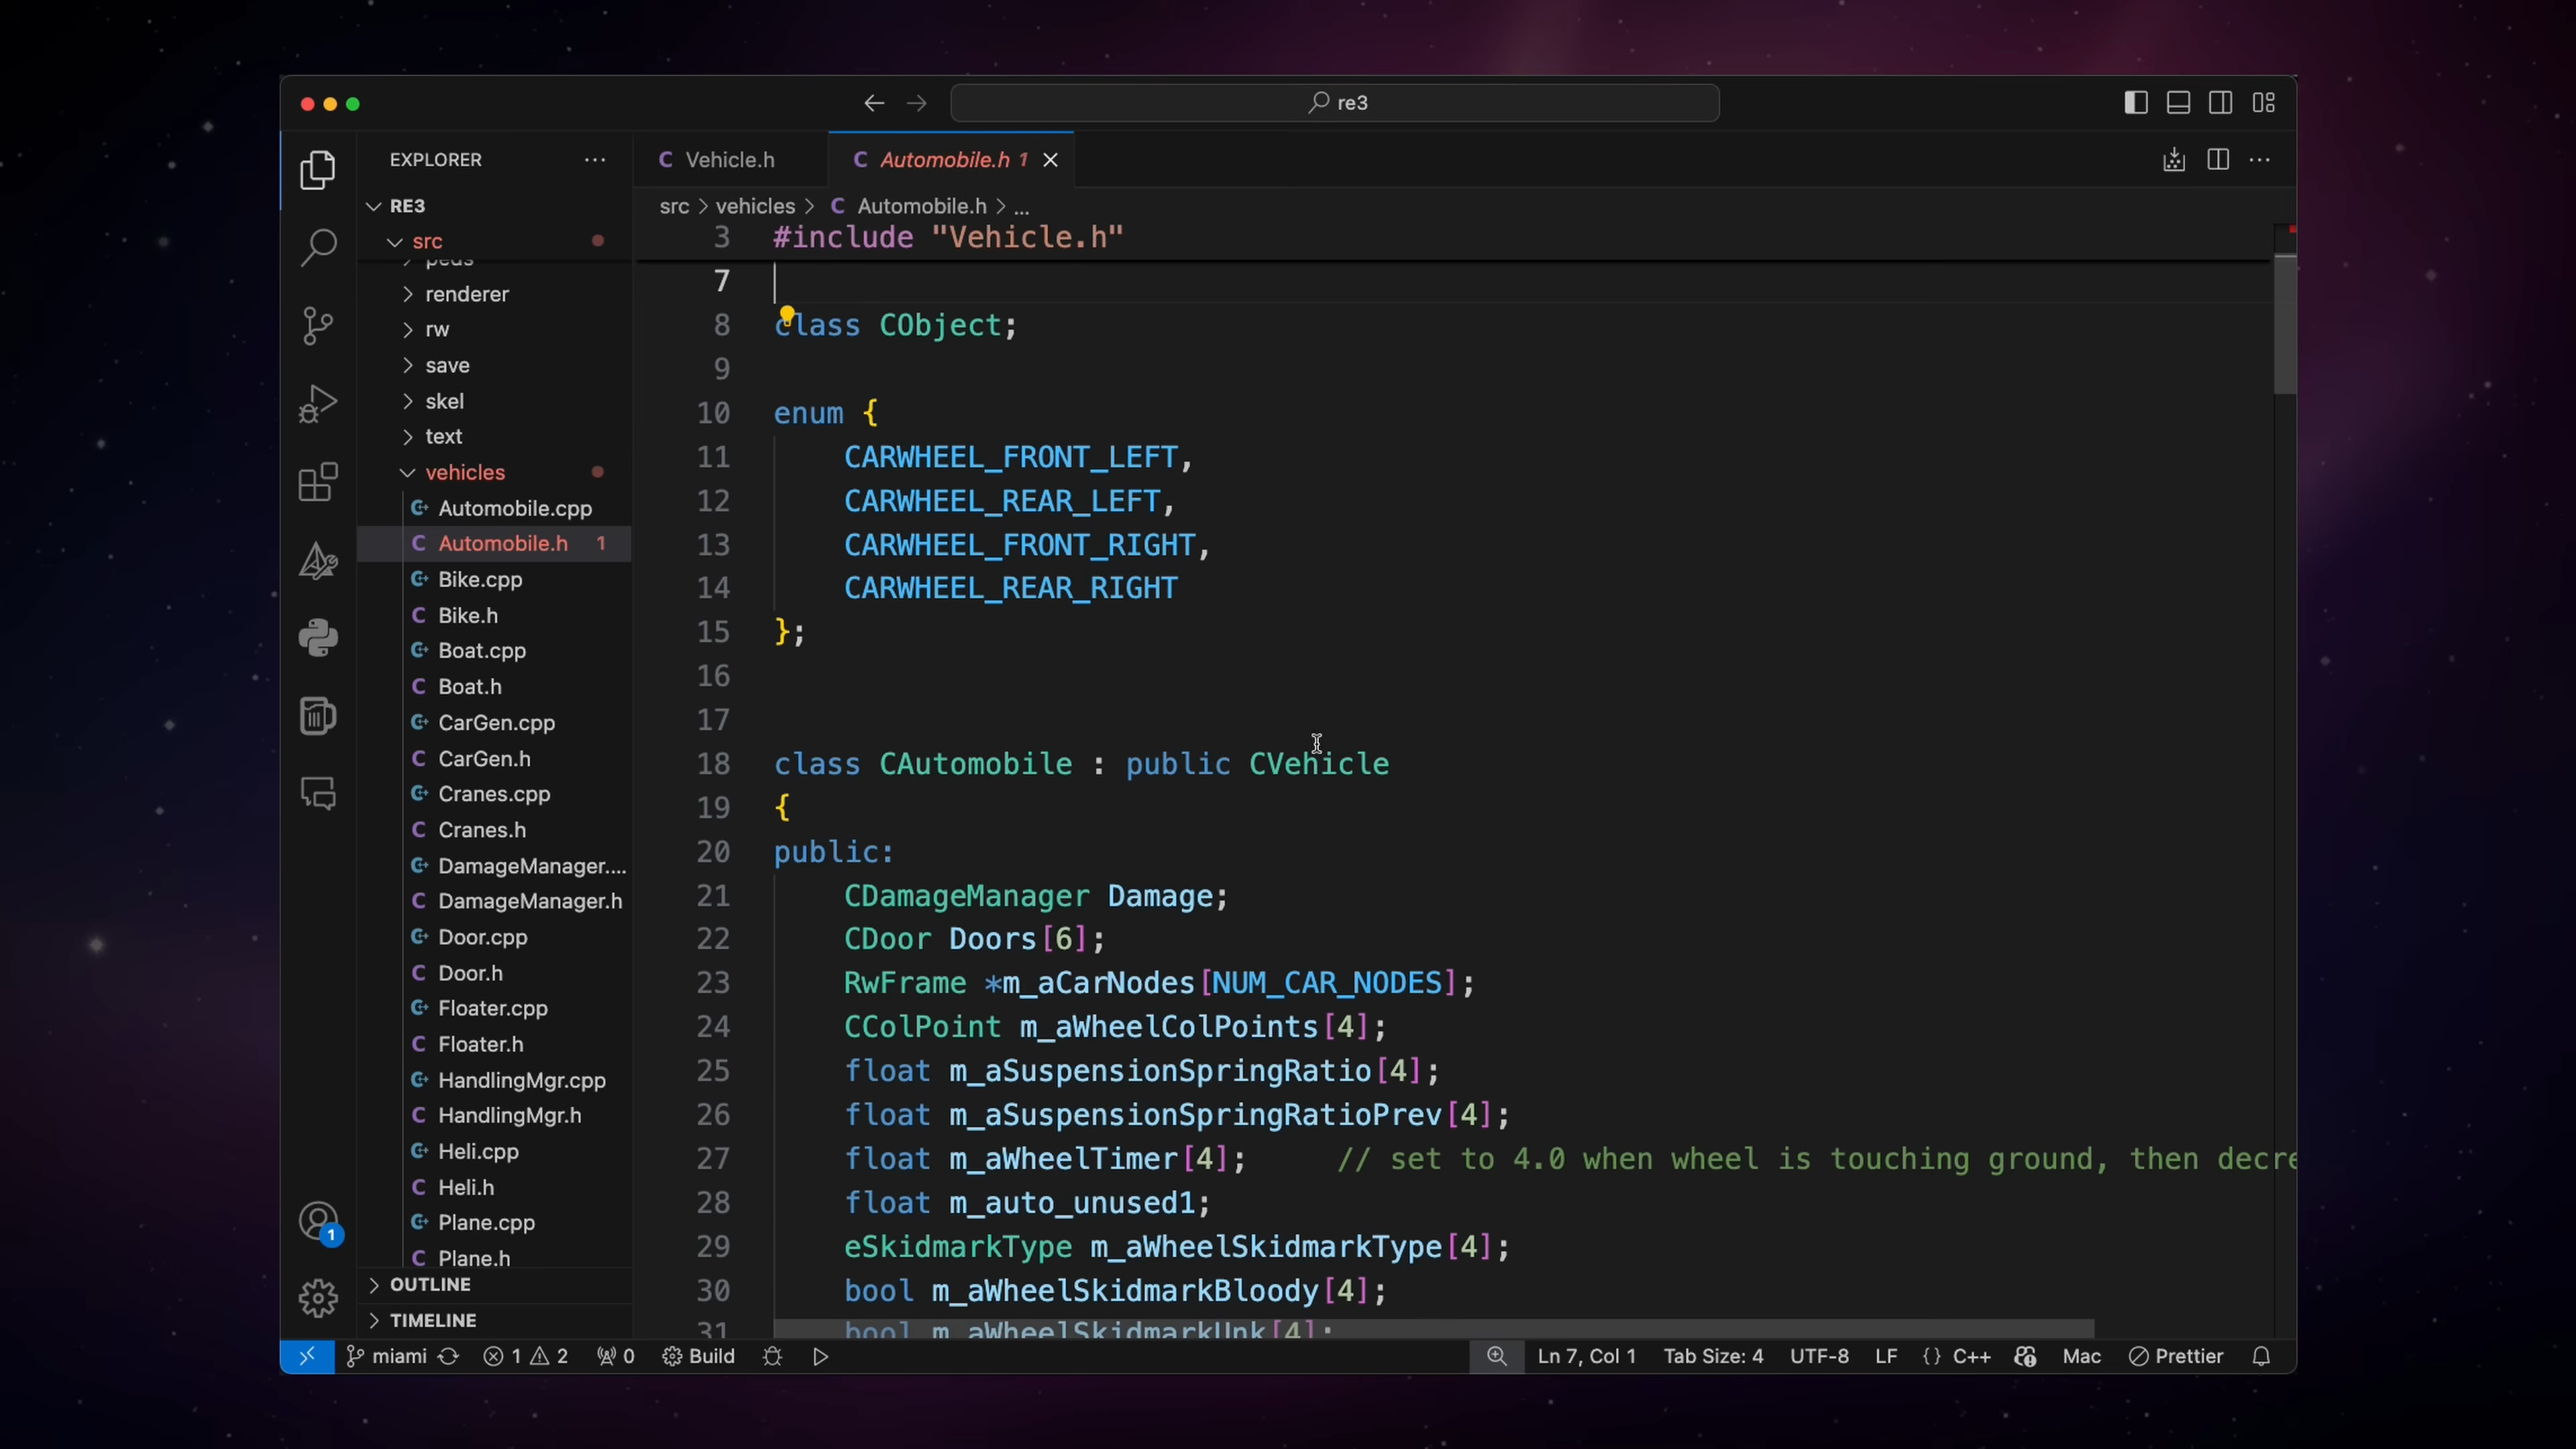 re3
EXPLORER
RE3
src
peds
renderer
rw
save
skel
text
vehicles
Automobile.cpp
Automobile.h 1
Bike.cpp
Bike.h
Boat.cpp
Boat.h
CarGen.cpp
CarGen.h
Cranes.cpp
Cranes.h
DamageManager....
DamageManager.h
Door.cpp
Door.h
Floater.cpp
Floater.h
HandlingMgr.cpp
HandlingMgr.h
Heli.cpp
Heli.h
Plane.cpp
Plane.h
OUTLINE
TIMELINE
C Vehicle.h
C Automobile.h 1
src > vehicles > C Automobile.h > ...
3 #include "Vehicle.h"
7
8 class CObject;
9
10 enum {
11 CARWHEEL_FRONT_LEFT,
12 CARWHEEL_REAR_LEFT,
13 CARWHEEL_FRONT_RIGHT,
14 CARWHEEL_REAR_RIGHT
15 };
16
17
18 class CAutomobile : public CVehicle
19 {
20 public:
21 CDamageManager Damage;
22 CDoor Doors[6];
23 RwFrame *m_aCarNodes[NUM_CAR_NODES];
24 CColPoint m_aWheelColPoints[4];
25 float m_aSuspensionSpringRatio[4];
26 float m_aSuspensionSpringRatioPrev[4];
27 float m_aWheelTimer[4]; // set to 4.0 when wheel is touching ground, then decre
28 float m_auto_unused1;
29 eSkidmarkType m_aWheelSkidmarkType[4];
30 bool m_aWheelSkidmarkBloody[4];
31 bool m_aWheelSkidmarkUnk[4];
1
miami 1 2 0 Build Ln 7, Col 1 Tab Size: 4 UTF-8 LF {} C++ Mac Prettier